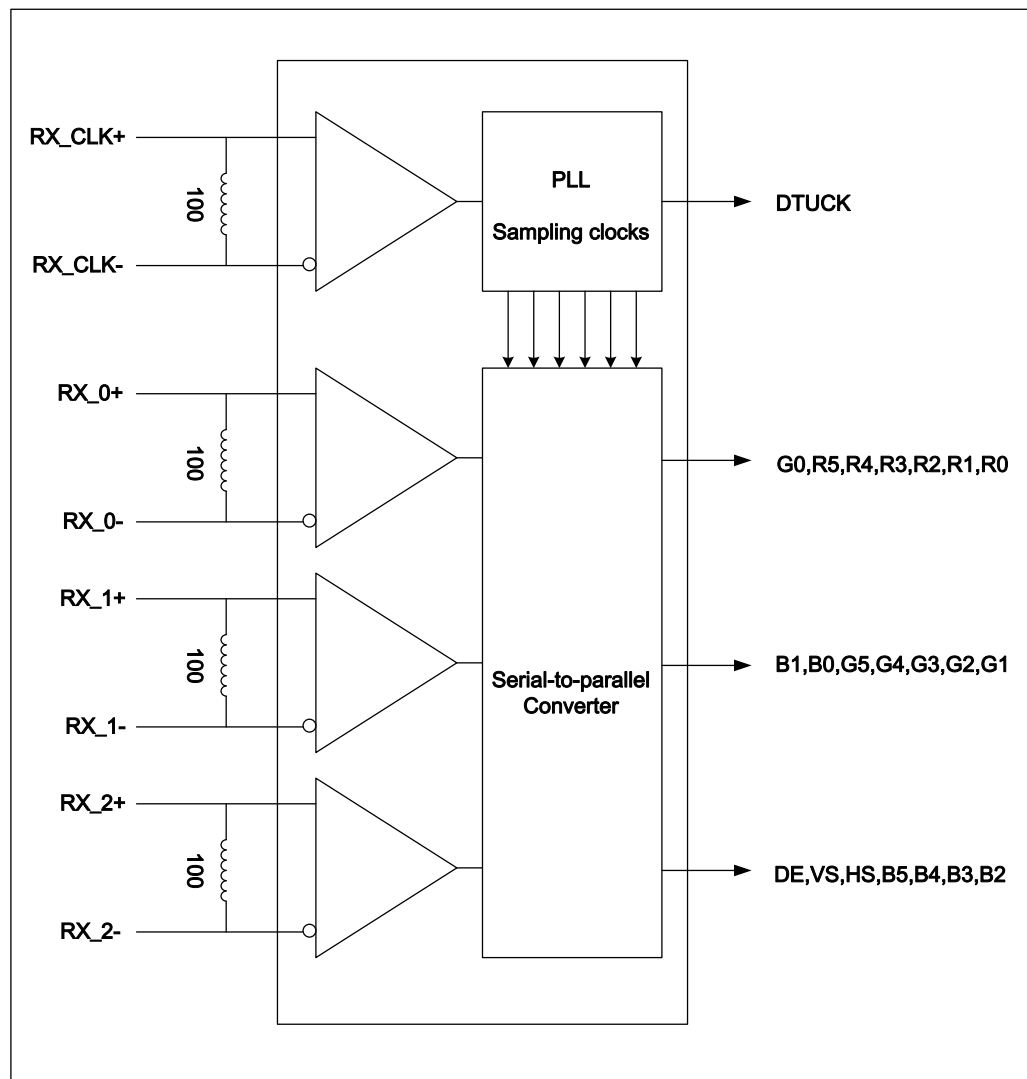 RX_CLK+
100
RX_CLK-
PLL
Sampling clocks
DTUCK
RX_0+
100
RX_0-
G0,R5,R4,R3,R2,R1,R0
RX_1+
100
RX_1-
Serial-to-parallel
Converter
B1,B0,G5,G4,G3,G2,G1
RX_2+
100
RX_2-
DE,VS,HS,B5,B4,B3,B2